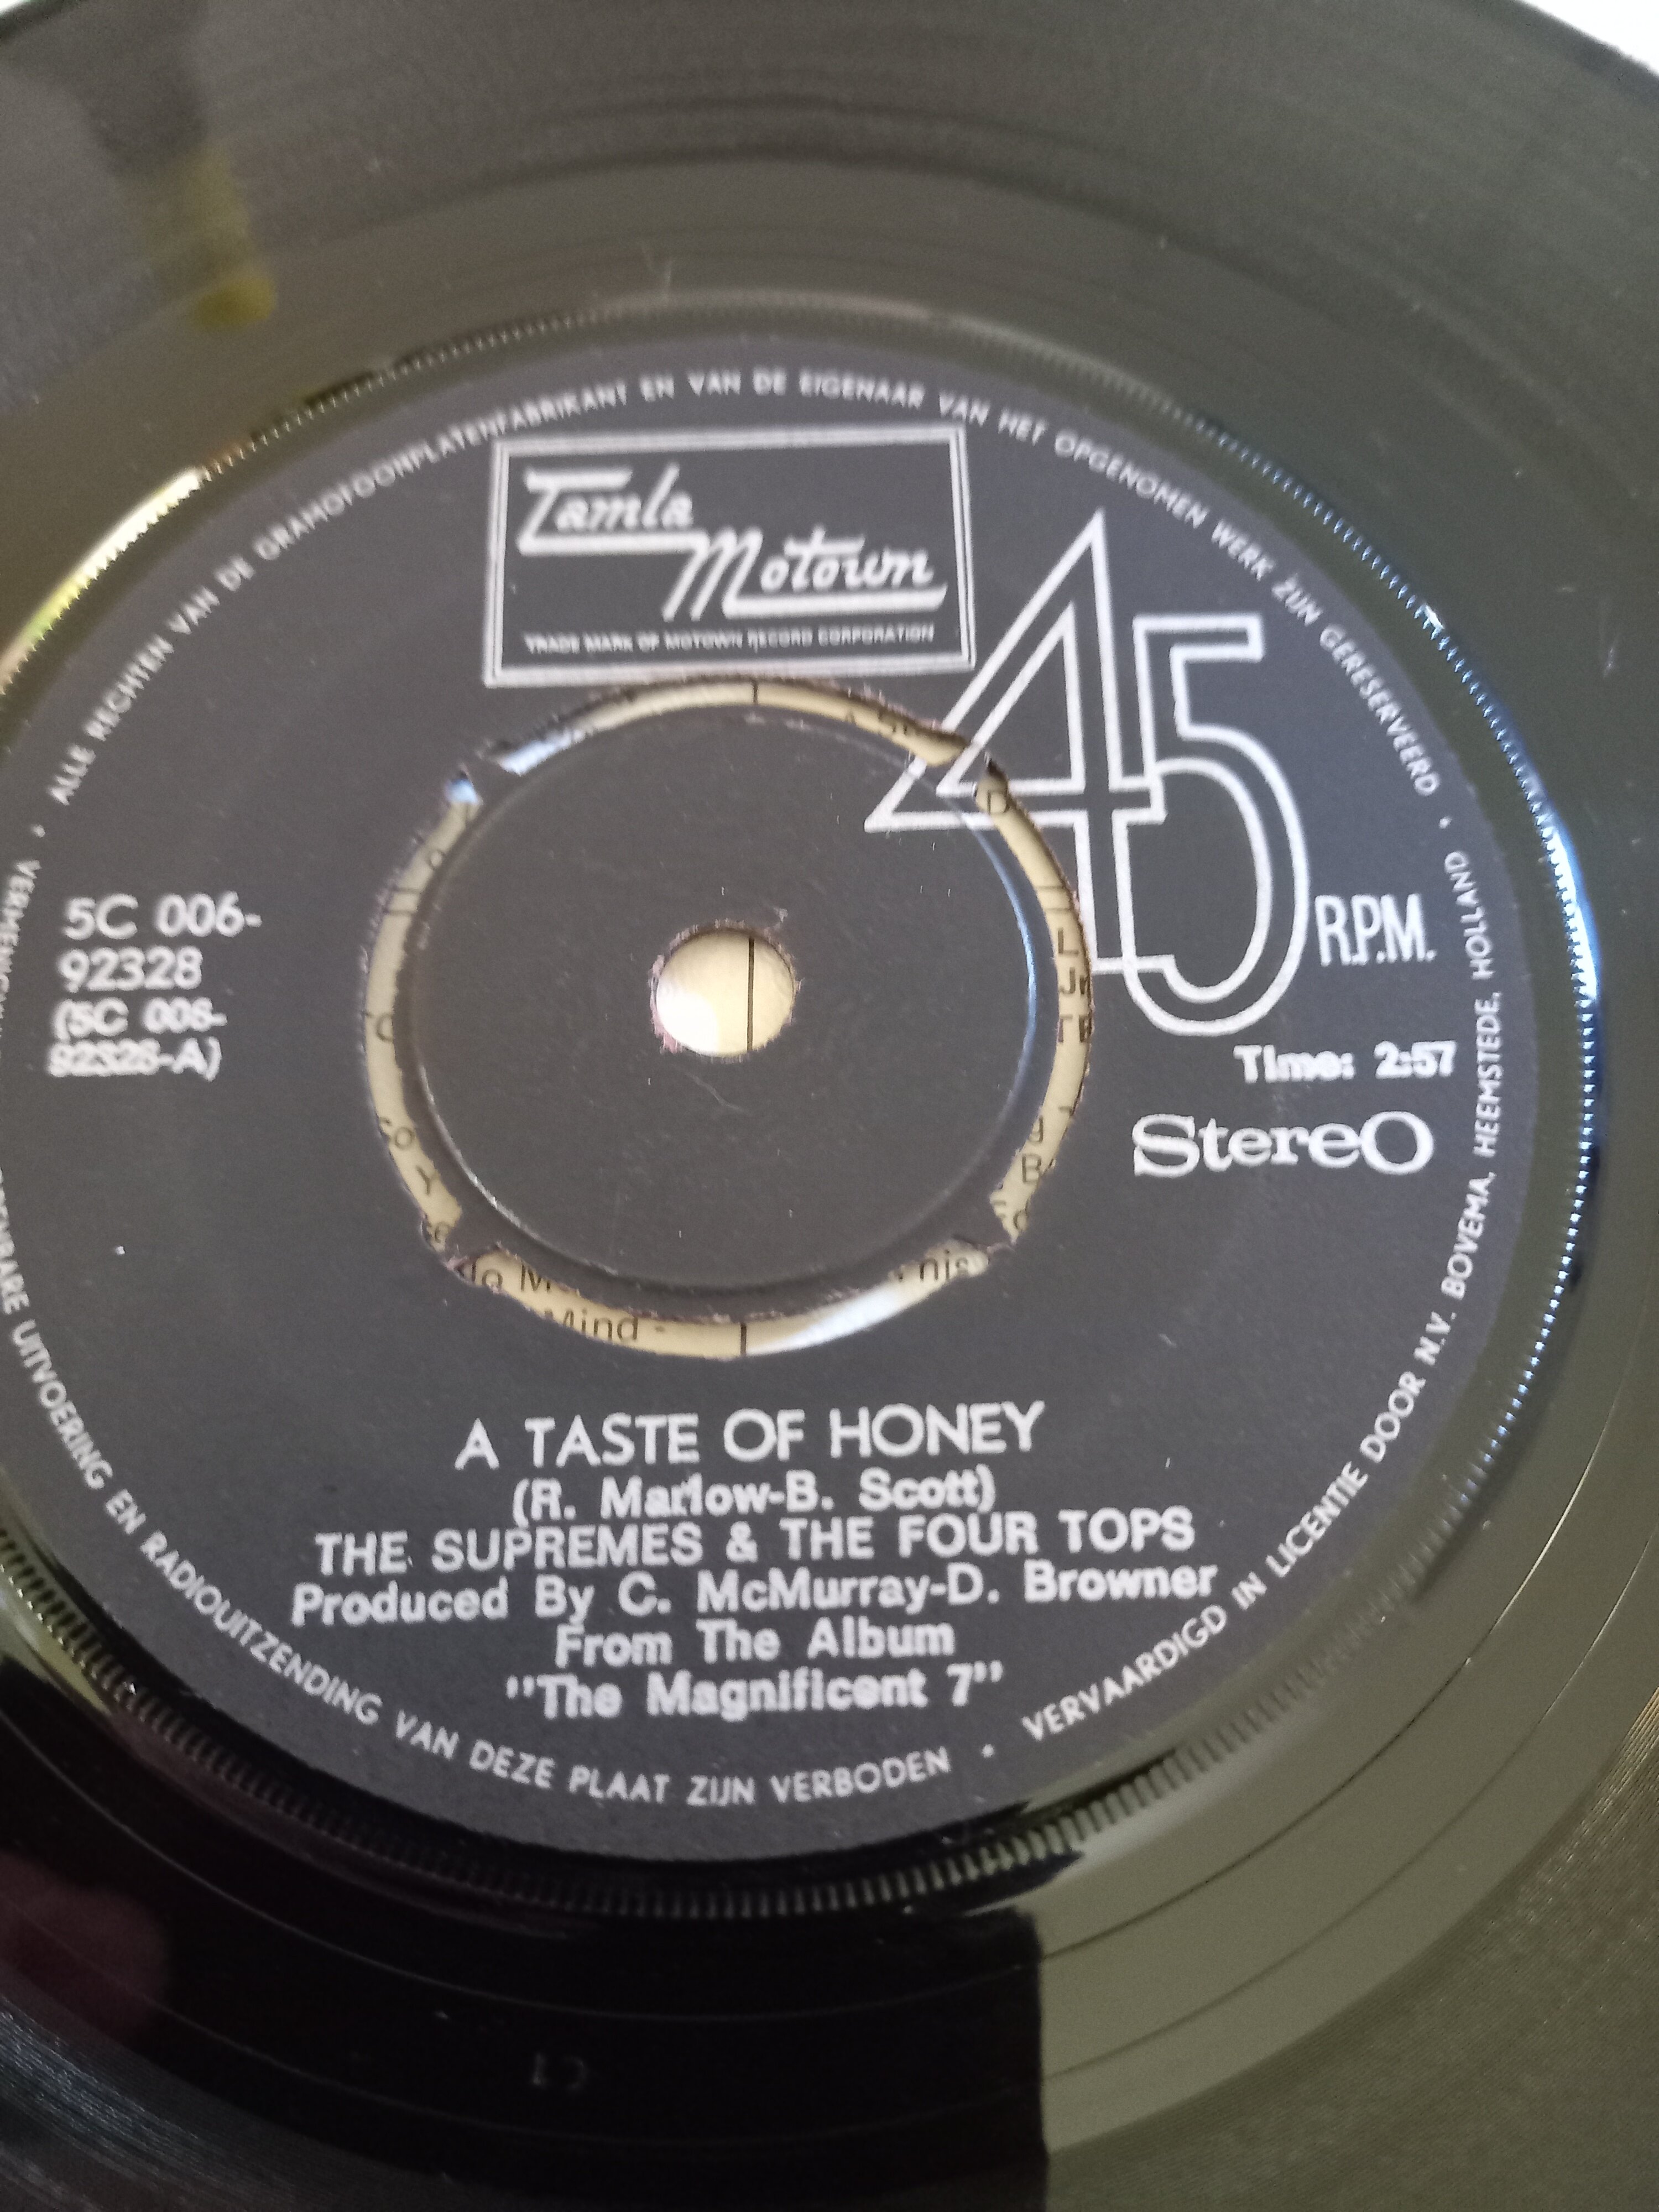 ALLE RECHTEN VAN DE GRAMOFOONPLATENFABRIKANT EN VAN DE EIGENAAR VAN HET OPGENOMEN WERK ZIJN GERESERVEERD •
Tamla
Motown
TRADE MARK OF MOTOWN RECORD CORPORATION
45
R.P.M.
5C 006-
92328
(5C 006-
92328-A)
Time: 2:57
StereO
Mind -
A TASTE OF HONEY
(R. Marlow-B. Scott)
THE SUPREMES & THE FOUR TOPS
Produced By C. McMurray-D. Browner
From The Album
"The Magnificent 7"
UITVOERING EN RADIOUITZENDING VAN DEZE PLAAT ZIJN VERBODEN •
VERVAARDIGD IN LICENTIE DOOR N.V. BOVEMA, HEEMSTEDE, HOLLAND •